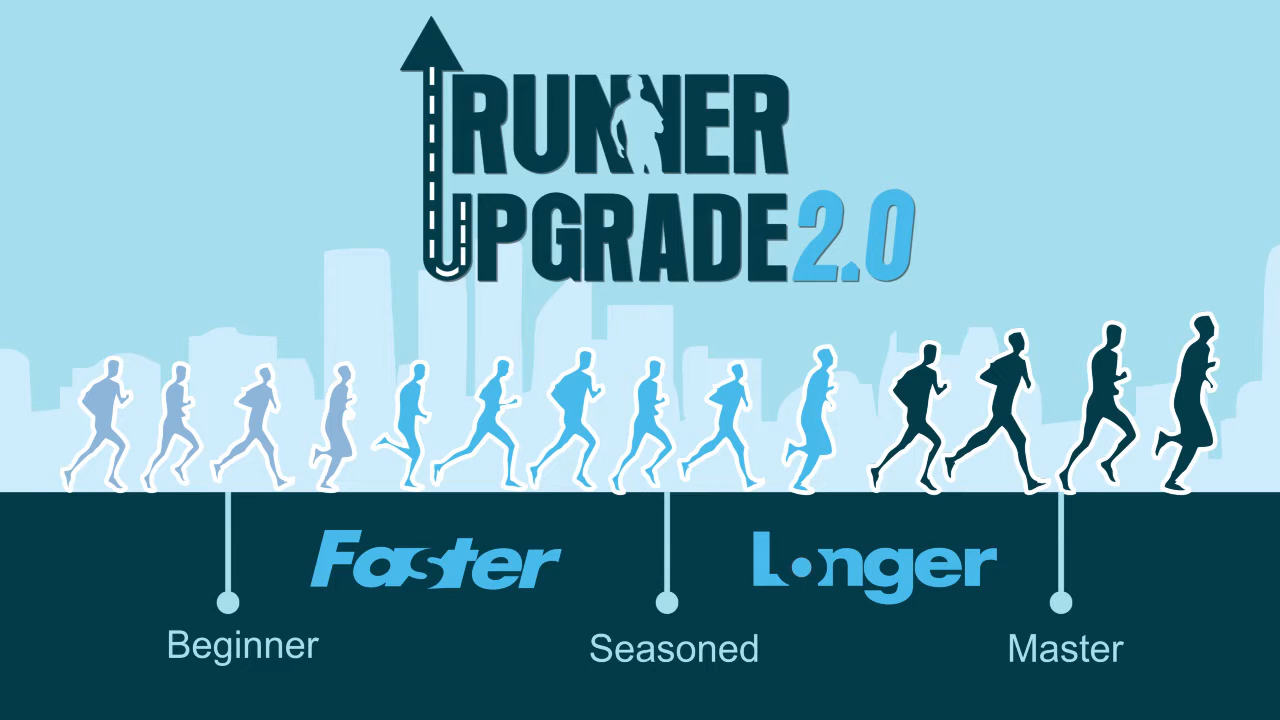 RUNNER
UPGRADE 2.0
Faster
Longer
Beginner
Seasoned
Master